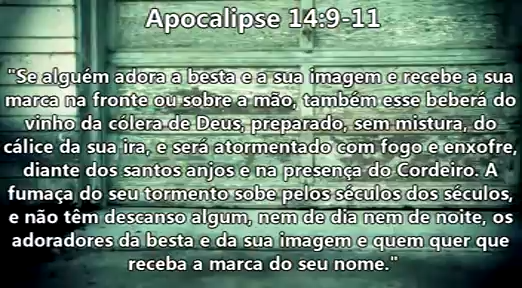 Apocalipse 14:9-11
"Se alguém adora a besta e a sua imagem e recebe a sua
marca na fronte ou sobre a mão, também esse beberá do
vinho da cólera de Deus, preparado, sem mistura, do
cálice da sua ira, e será atormentado com fogo e enxofre,
diante dos santos anjos e na presença do Cordeiro. A
fumaça do seu tormento sobe pelos séculos dos séculos,
e não têm descanso algum, nem de dia nem de noite, os
adoradores da besta e da sua imagem e quem quer que
receba a marca do seu nome."